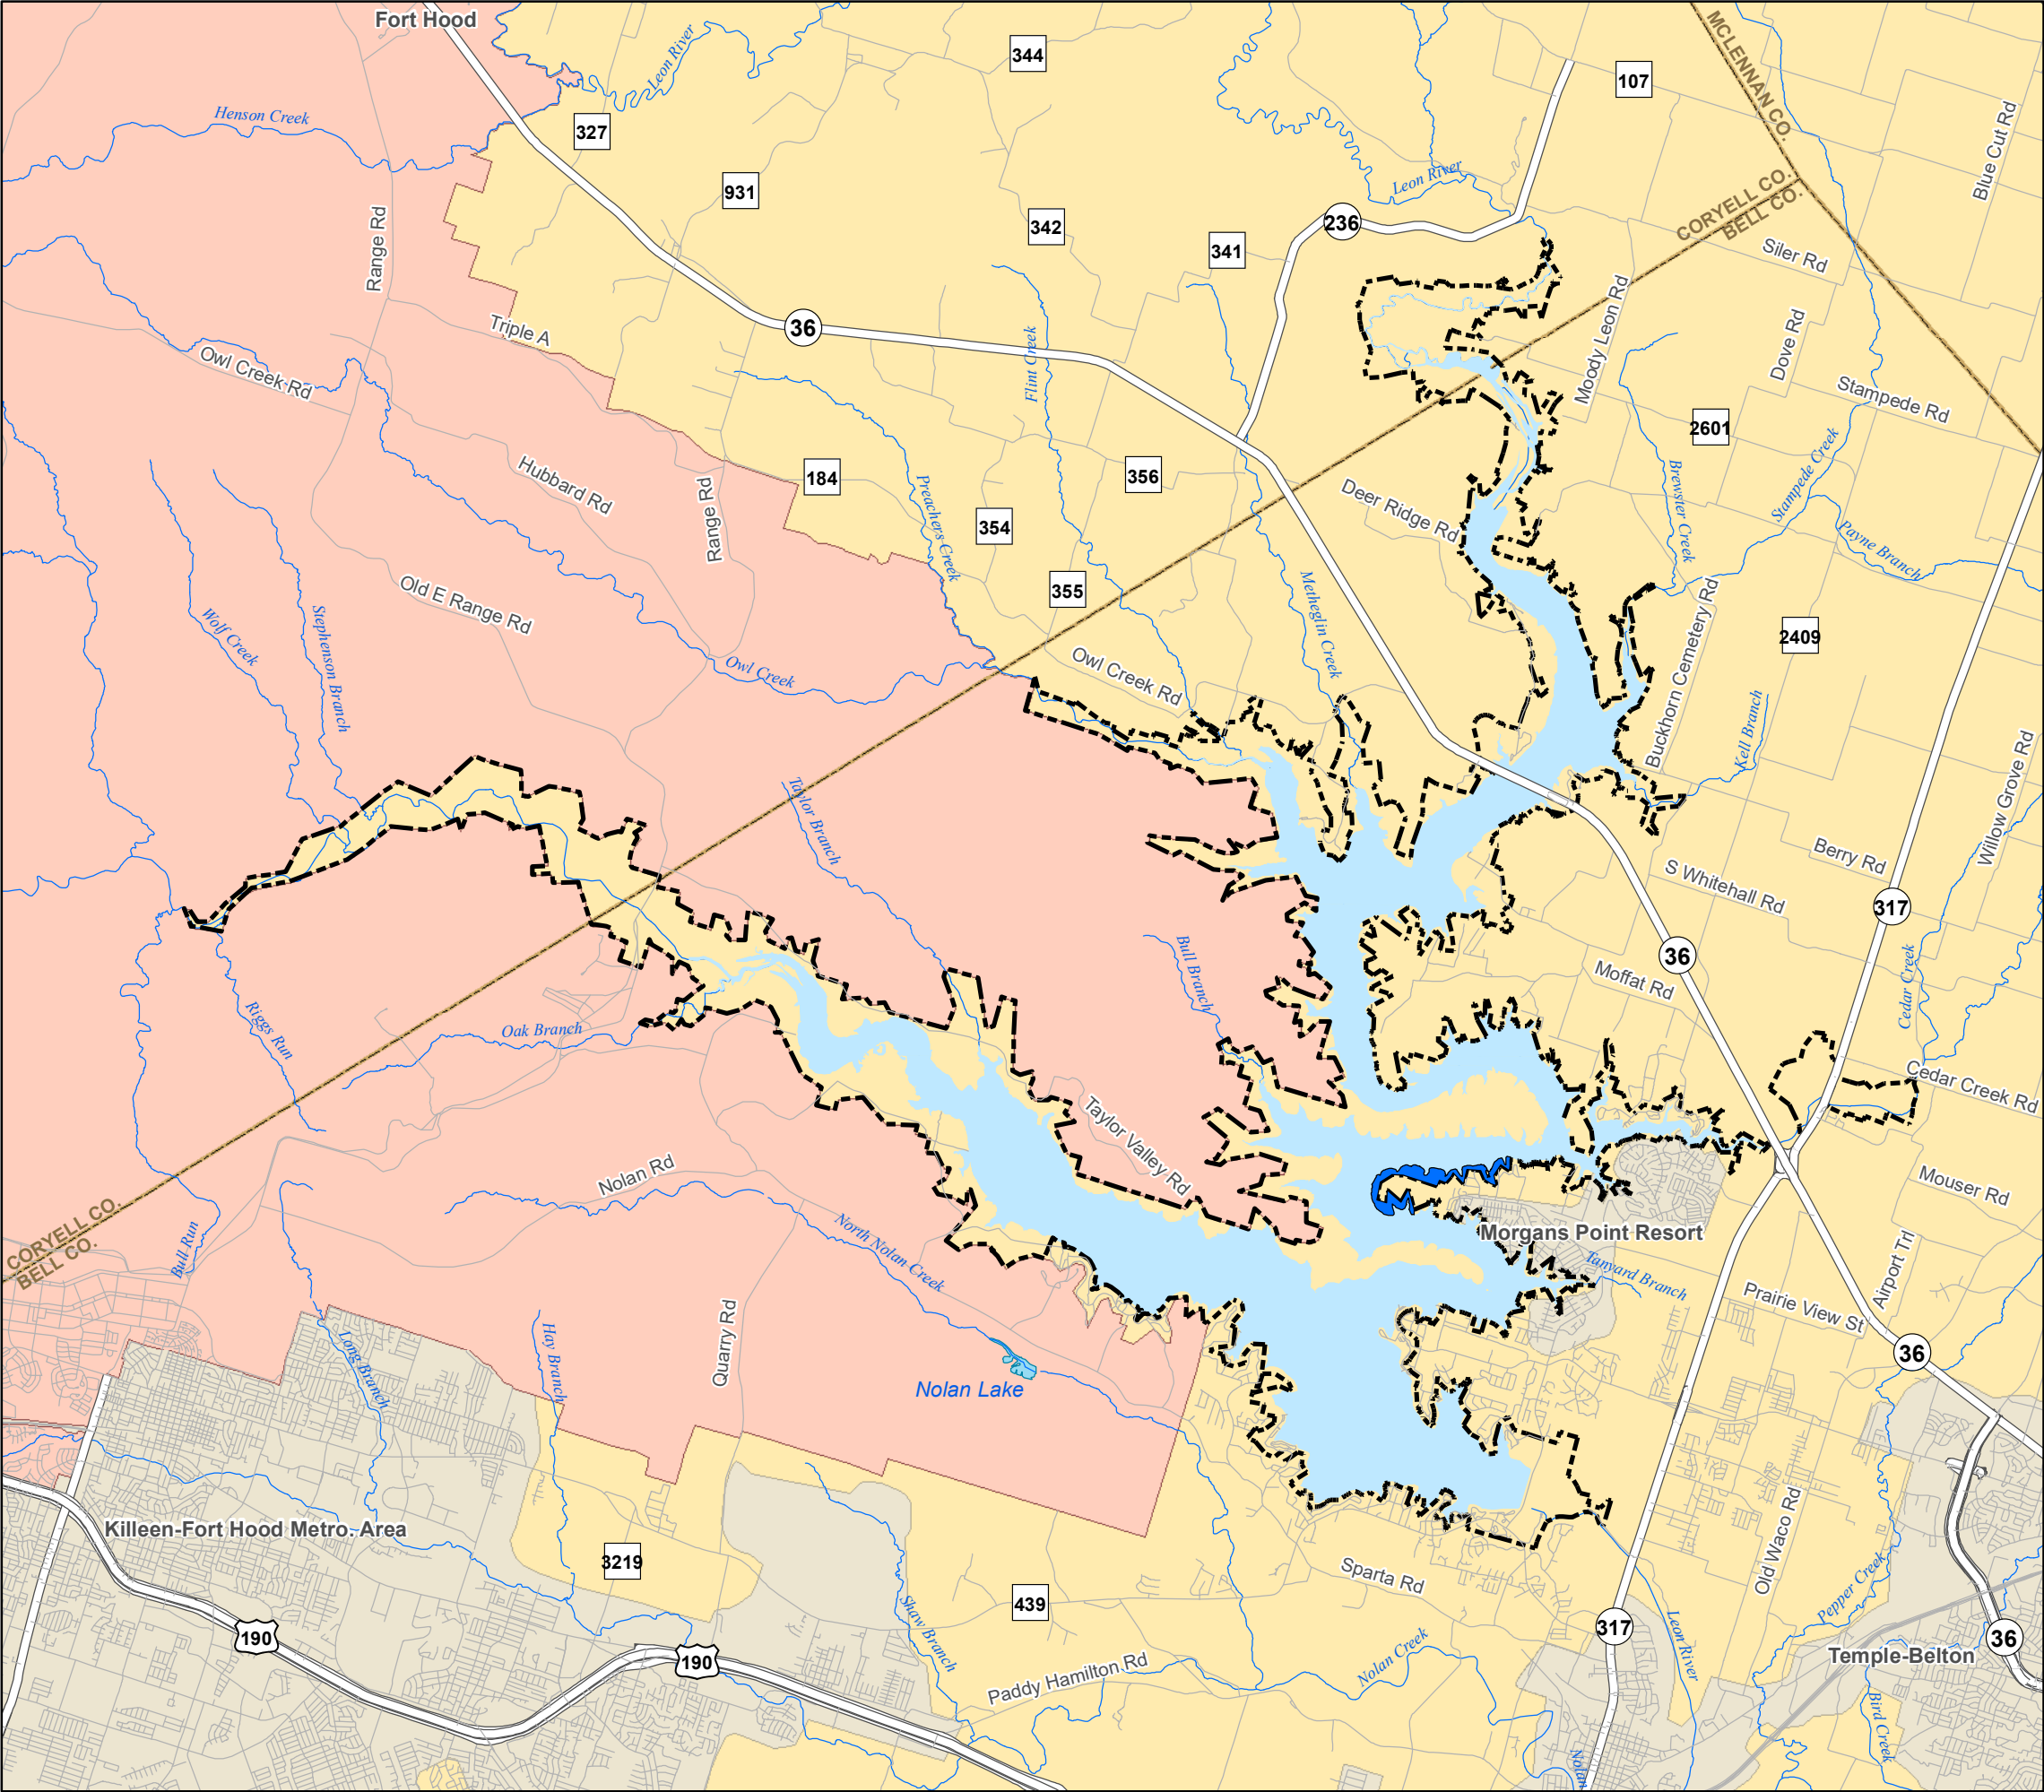 Fort Hood
Leon River
344
107
MCLENNAN CO.
Henson Creek
327
Blue Cut Rd
931
Leon River
342
236
CORYELL CO.
BELL CO.
Range Rd
341
Siler Rd
Triple A
36
Flint Creek
Moody Leon Rd
Dove Rd
Owl Creek Rd
Stampede Rd
2601
Hubbard Rd
184
356
Deer Ridge Rd
Brewster Creek
Stampede Creek
Range Rd
Preachers Creek
354
Payne Branch
Old E Range Rd
355
Methegin Creek
Wolf Creek
Stephenson Branch
2409
Owl Creek
Owl Creek Rd
Buckhorn Cemetery Rd
Kell Branch
Willow Grove Rd
Taylor Branch
Berry Rd
S Whitehall Rd
317
Bull Branch
36
Moffat Rd
Cedar Creek
Riggs Run
Oak Branch
Cedar Creek Rd
Taylor Valley Rd
Nolan Rd
Mouser Rd
CORYELL CO.
BELL CO.
Bull Run
North Nolan Creek
Morgans Point Resort
Tanyard Branch
Airport Trl
Prairie View St
Long Branch
Hay Branch
Quarry Rd
36
Nolan Lake
Killeen-Fort Hood Metro. Area
3219
Sparta Rd
Old Waco Rd
439
Pepper Creek
Shaw Branch
190
190
317
Leon River
36
Temple-Belton
Nolan Creek
Paddy Hamilton Rd
Bird Creek
Nolan